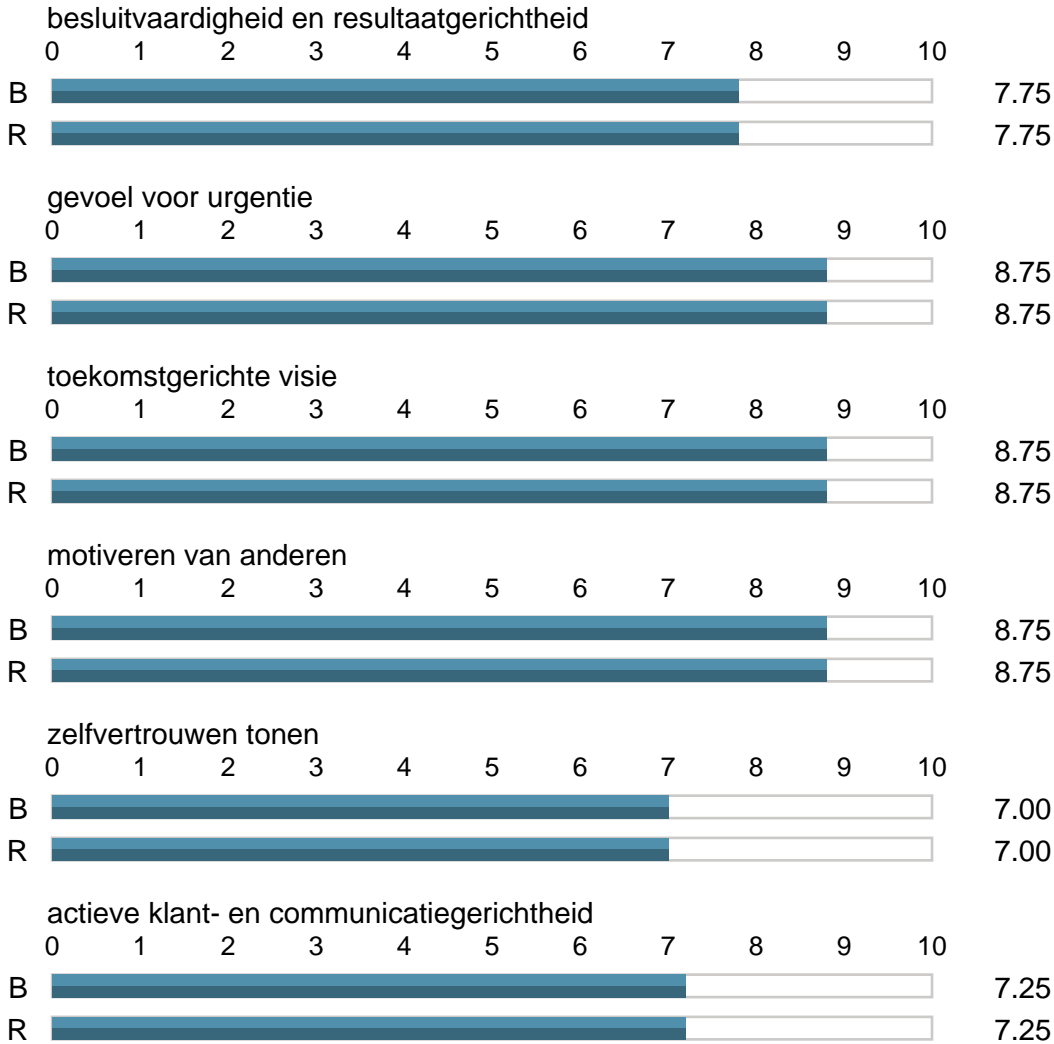 besluitvaardigheid en resultaatgerichtheid
0 1 2 3 4 5 6 7 8 9 10
B 7.75
R 7.75
gevoel voor urgentie
0 1 2 3 4 5 6 7 8 9 10
B 8.75
R 8.75
toekomstgerichte visie
0 1 2 3 4 5 6 7 8 9 10
B 8.75
R 8.75
motiveren van anderen
0 1 2 3 4 5 6 7 8 9 10
B 8.75
R 8.75
zelfvertrouwen tonen
0 1 2 3 4 5 6 7 8 9 10
B 7.00
R 7.00
actieve klant- en communicatiegerichtheid
0 1 2 3 4 5 6 7 8 9 10
B 7.25
R 7.25